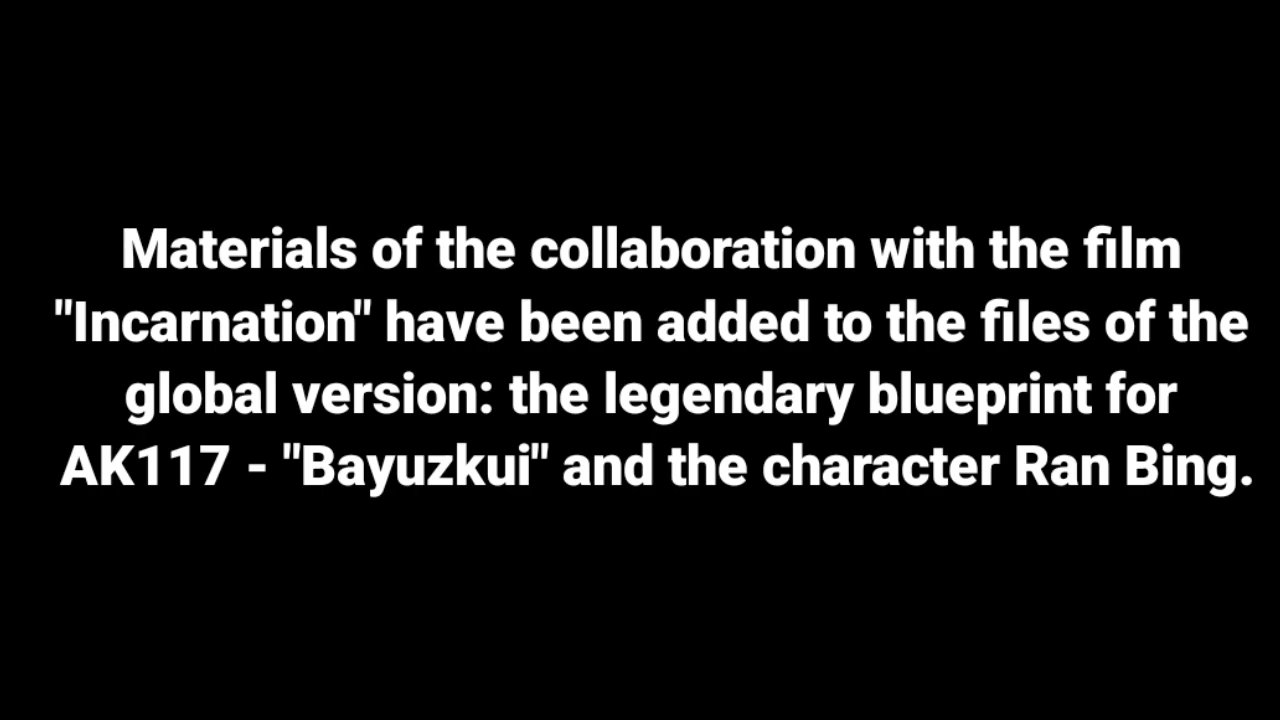 Materials of the collaboration with the film
"Incarnation" have been added to the files of the
global version: the legendary blueprint for
AK117 - "Bayuzkui" and the character Ran Bing.